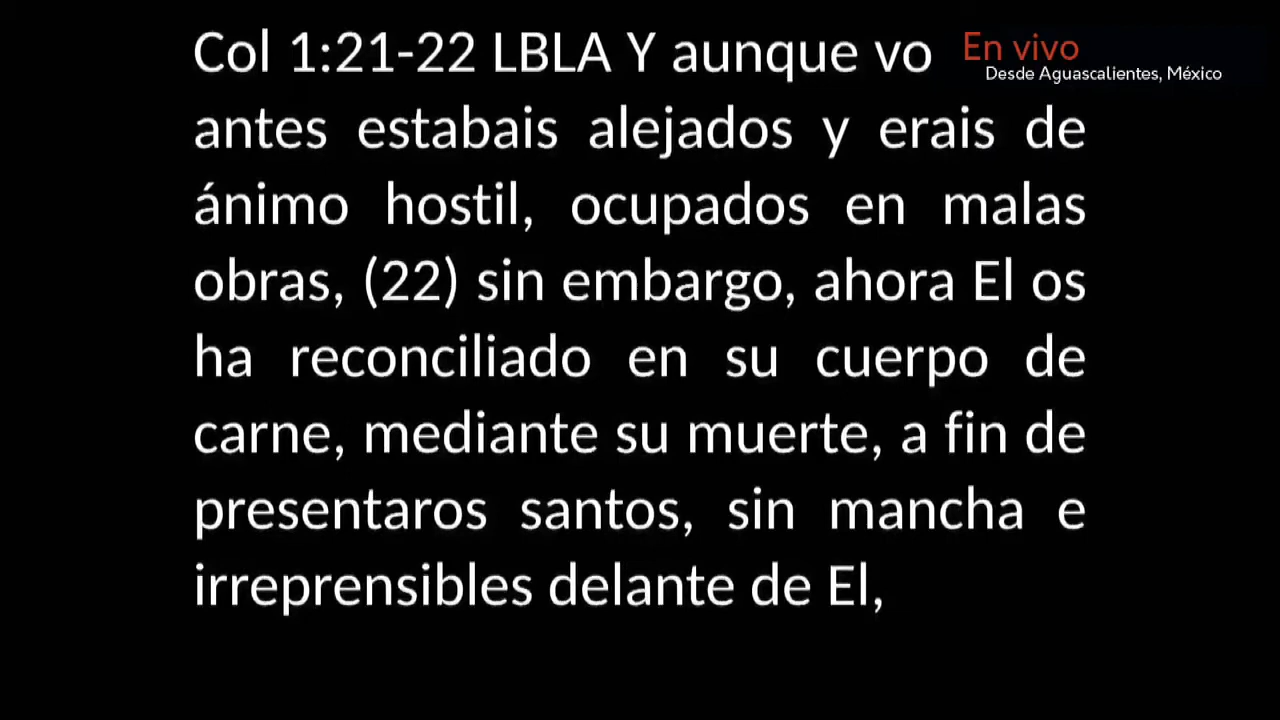 Col 1:21-22 LBLA Y aunque vo
En vivo
Desde Aguascalientes, México
antes estabais alejados y erais de
ánimo hostil, ocupados en malas
obras, (22) sin embargo, ahora El os
ha reconciliado en su cuerpo de
carne, mediante su muerte, a fin de
presentaros santos, sin mancha e
irreprensibles delante de El,